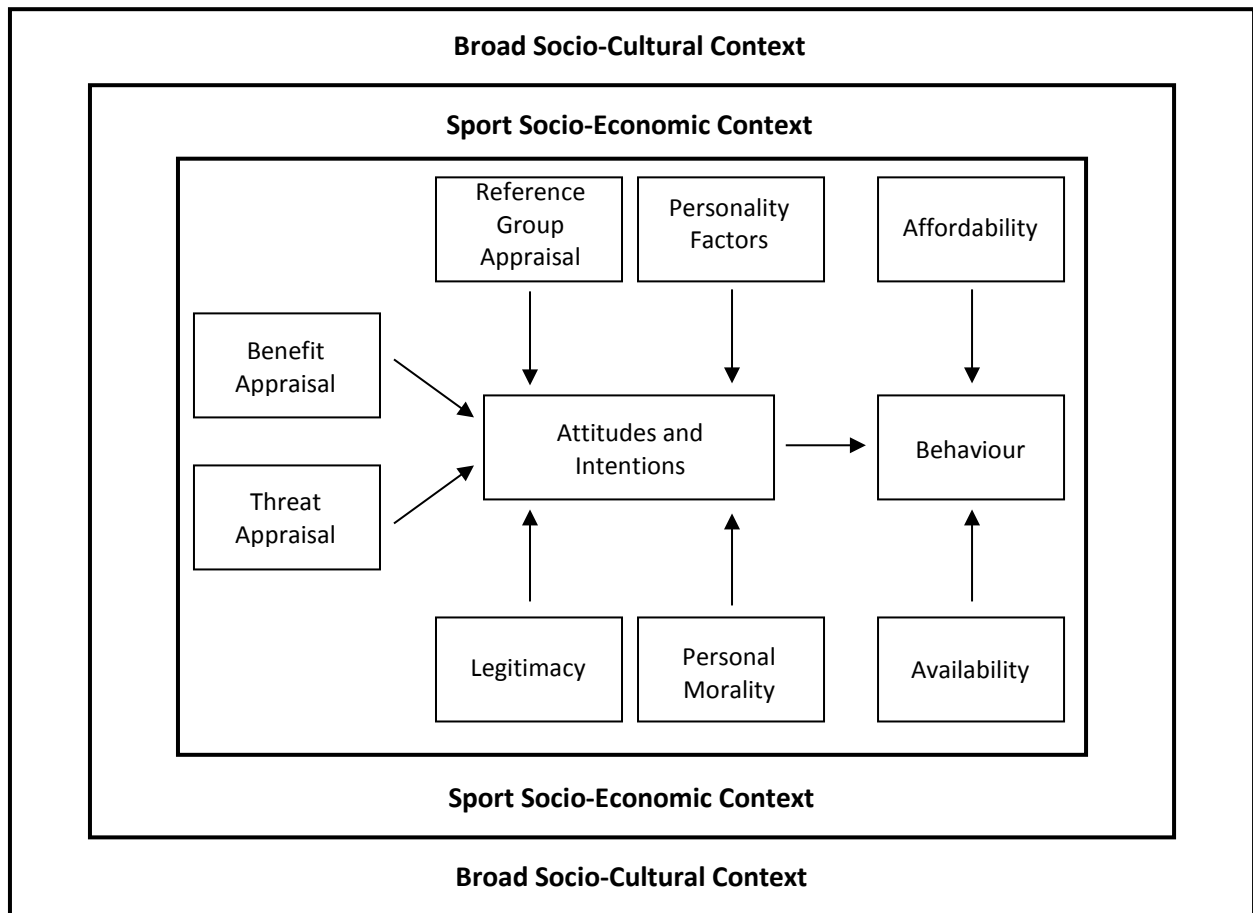 Broad Socio-Cultural Context
Sport Socio-Economic Context
Reference
Group
Appraisal
Personality
Factors
Affordability
Benefit
Appraisal
Attitudes and
Intentions
Behaviour
Threat
Appraisal
Legitimacy
Personal
Morality
Availability
Sport Socio-Economic Context
Broad Socio-Cultural Context